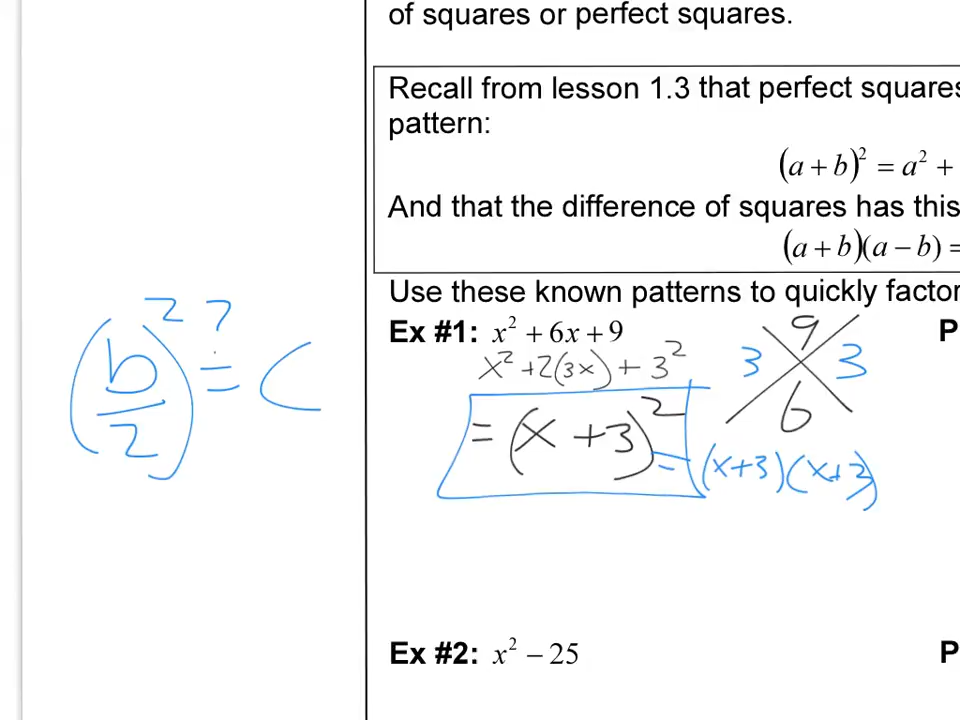 of squares or perfect squares.
Recall from lesson 1.3 that perfect squares
pattern:
(a + b)² = a² +
And that the difference of squares has this
(a + b)(a − b) =
Use these known patterns to quickly factor
Ex #1: x² + 6x + 9
P
x² + 2(3x) + 3²
= (x + 3)²
= (x+3)(x+3)
9
3 3
6
(b/2)² ?= C
Ex #2: x² − 25
P